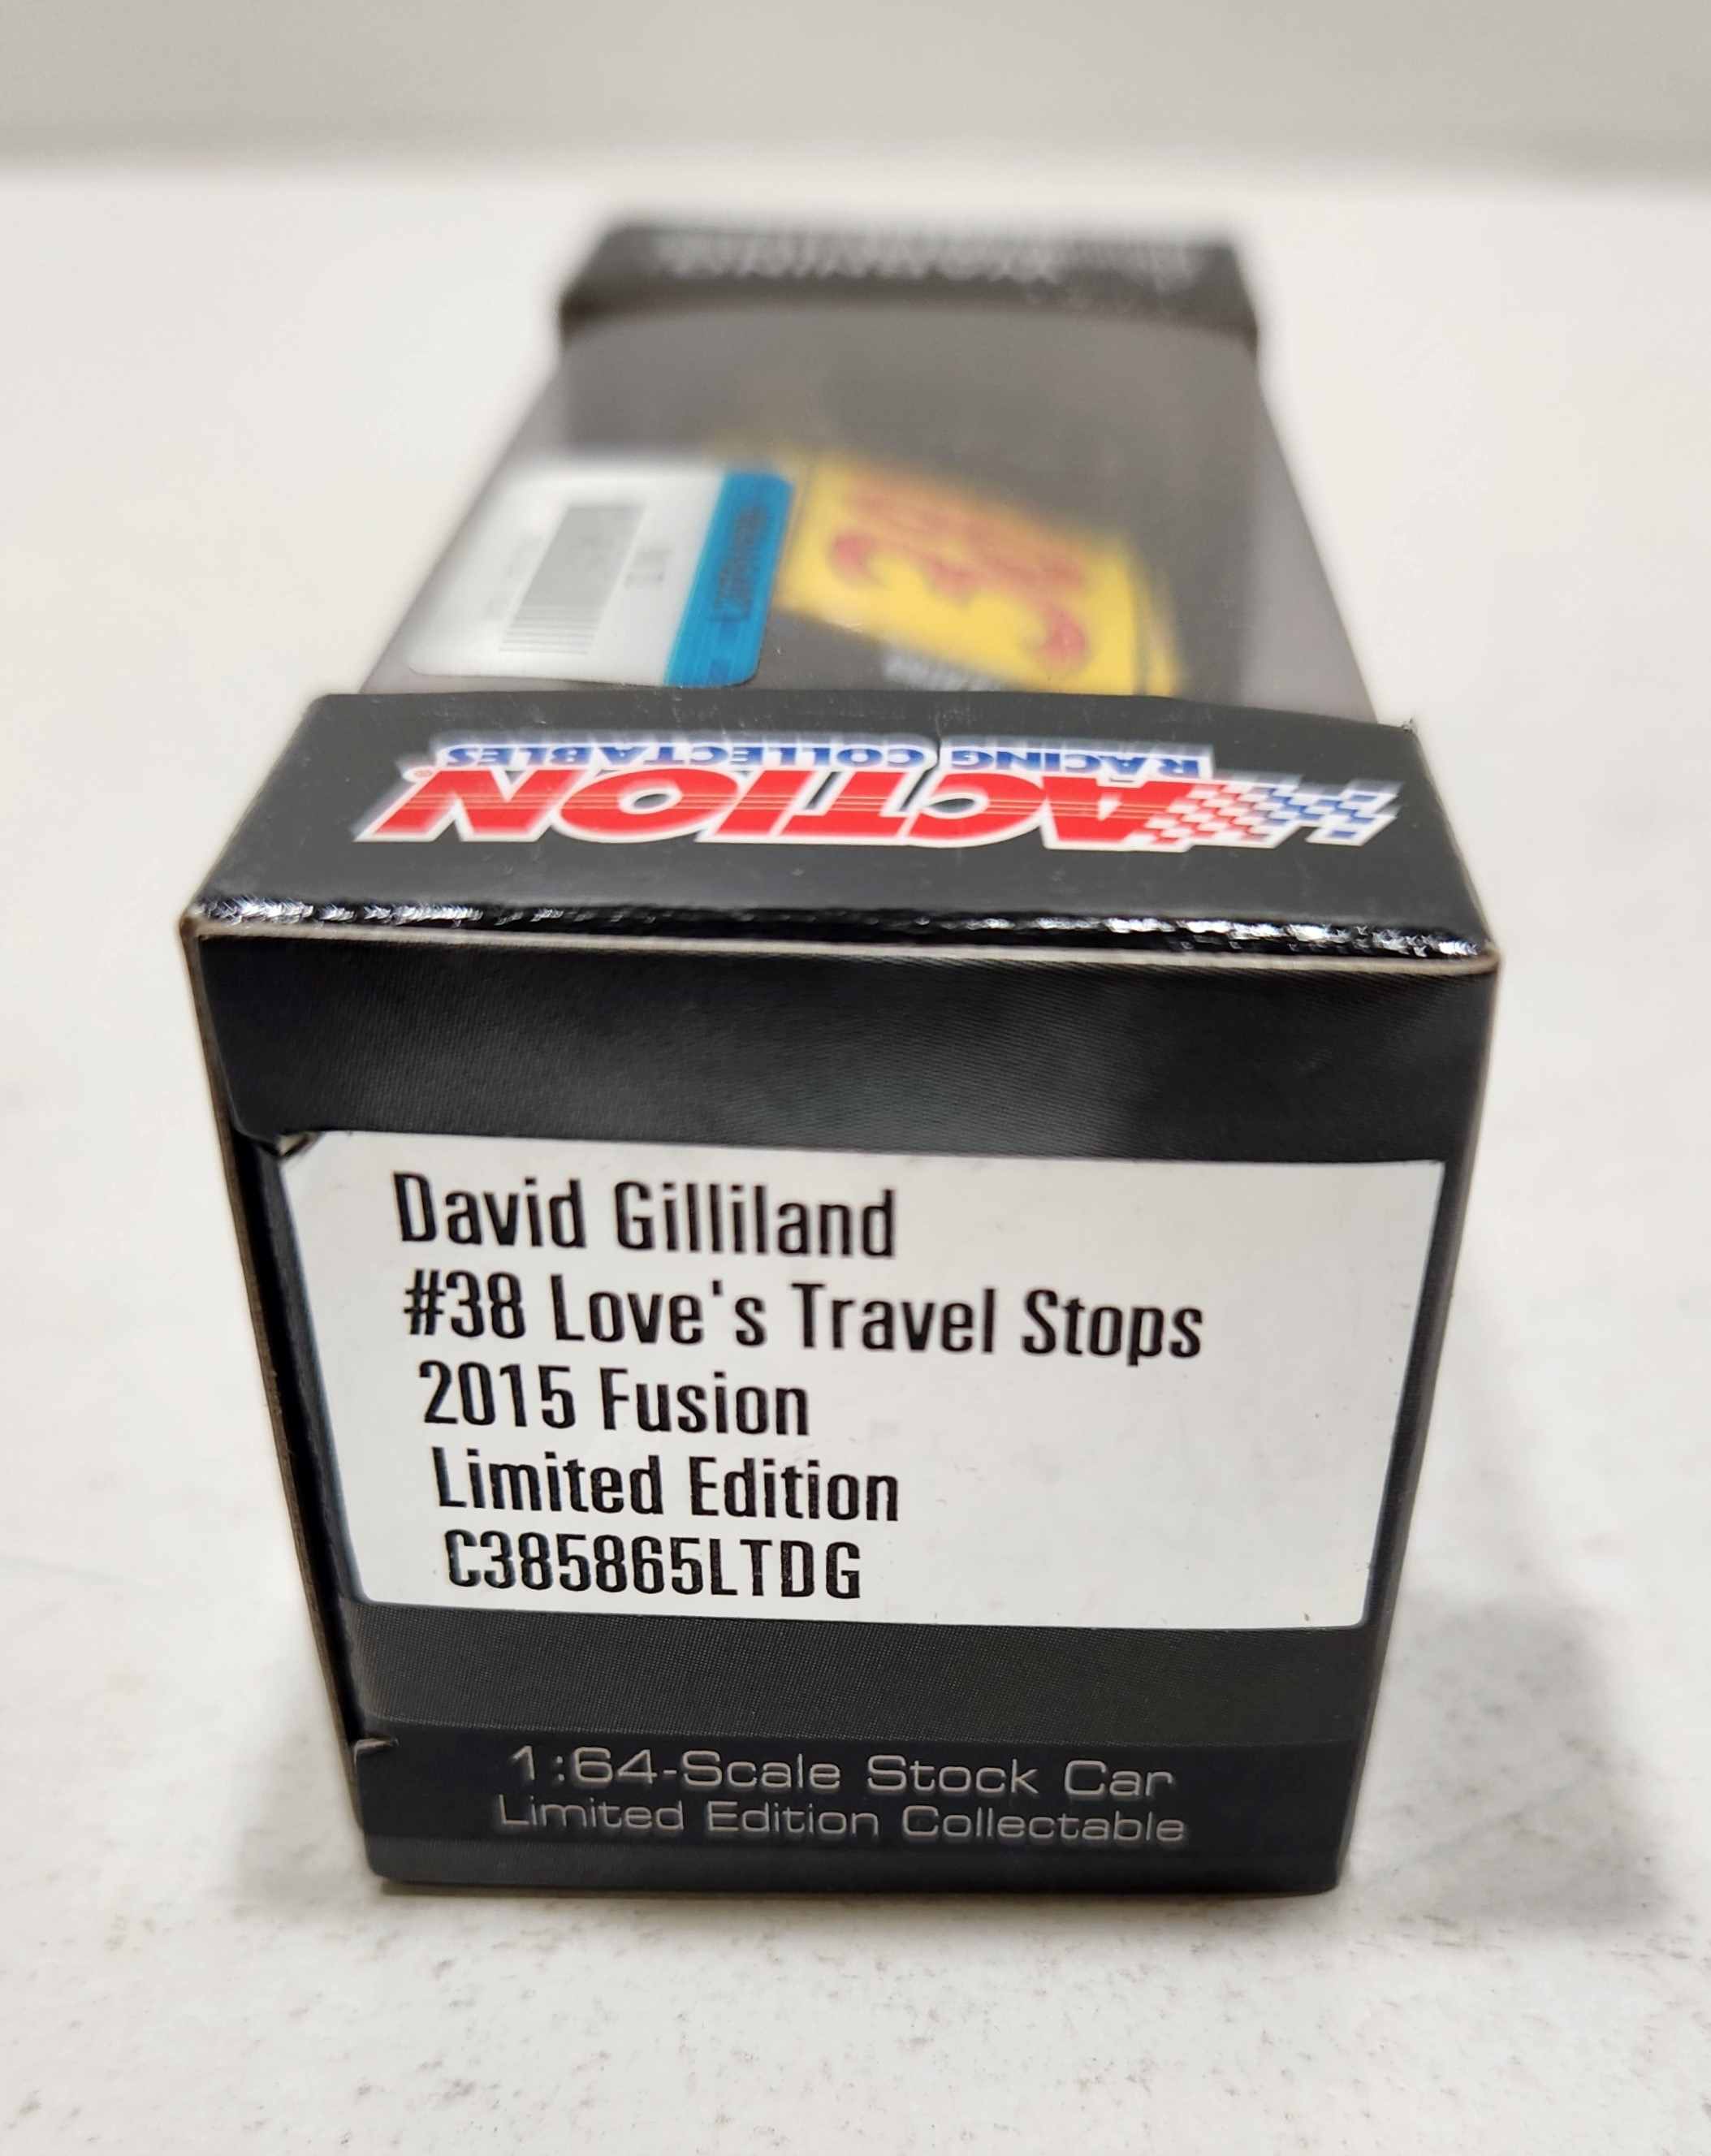 ACTION®
RACING COLLECTABLES
David Gilliland
#38 Love's Travel Stops
2015 Fusion
Limited Edition
C385865LTDG
1:64-Scale Stock Car
Limited Edition Collectable